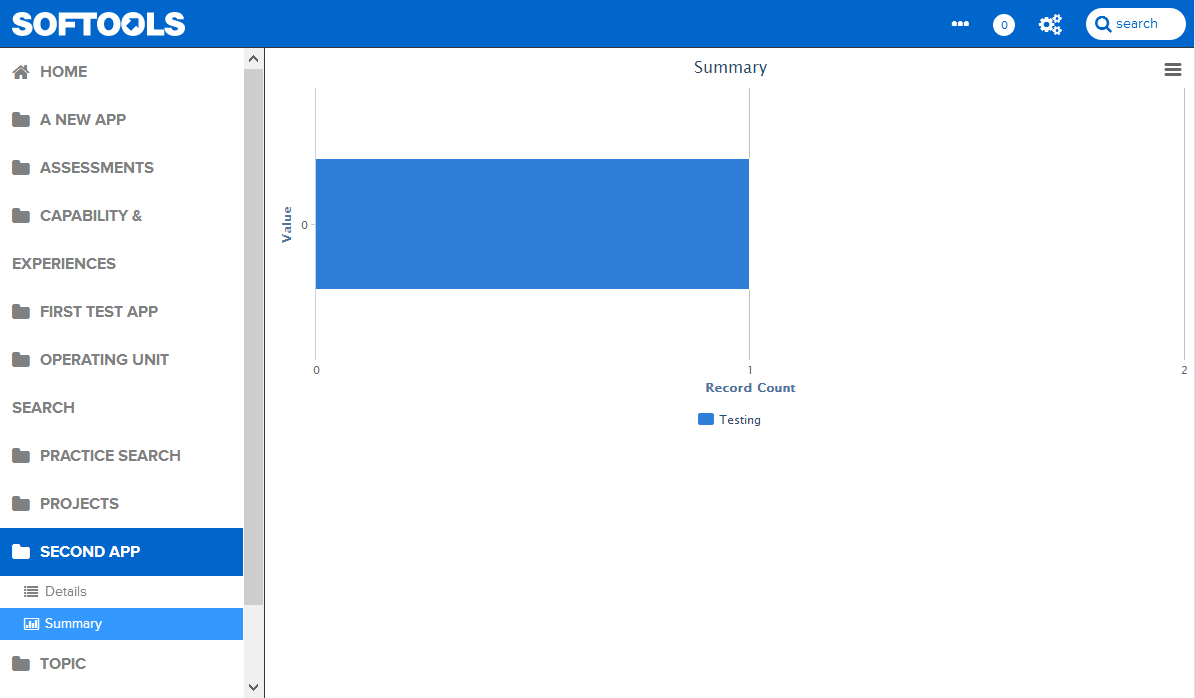 SOFTOOLS
0
search
HOME
A NEW APP
ASSESSMENTS
CAPABILITY &
EXPERIENCES
FIRST TEST APP
OPERATING UNIT
SEARCH
PRACTICE SEARCH
PROJECTS
SECOND APP
Details
Summary
TOPIC
Summary
Value
0
0
1
2
Record Count
Testing